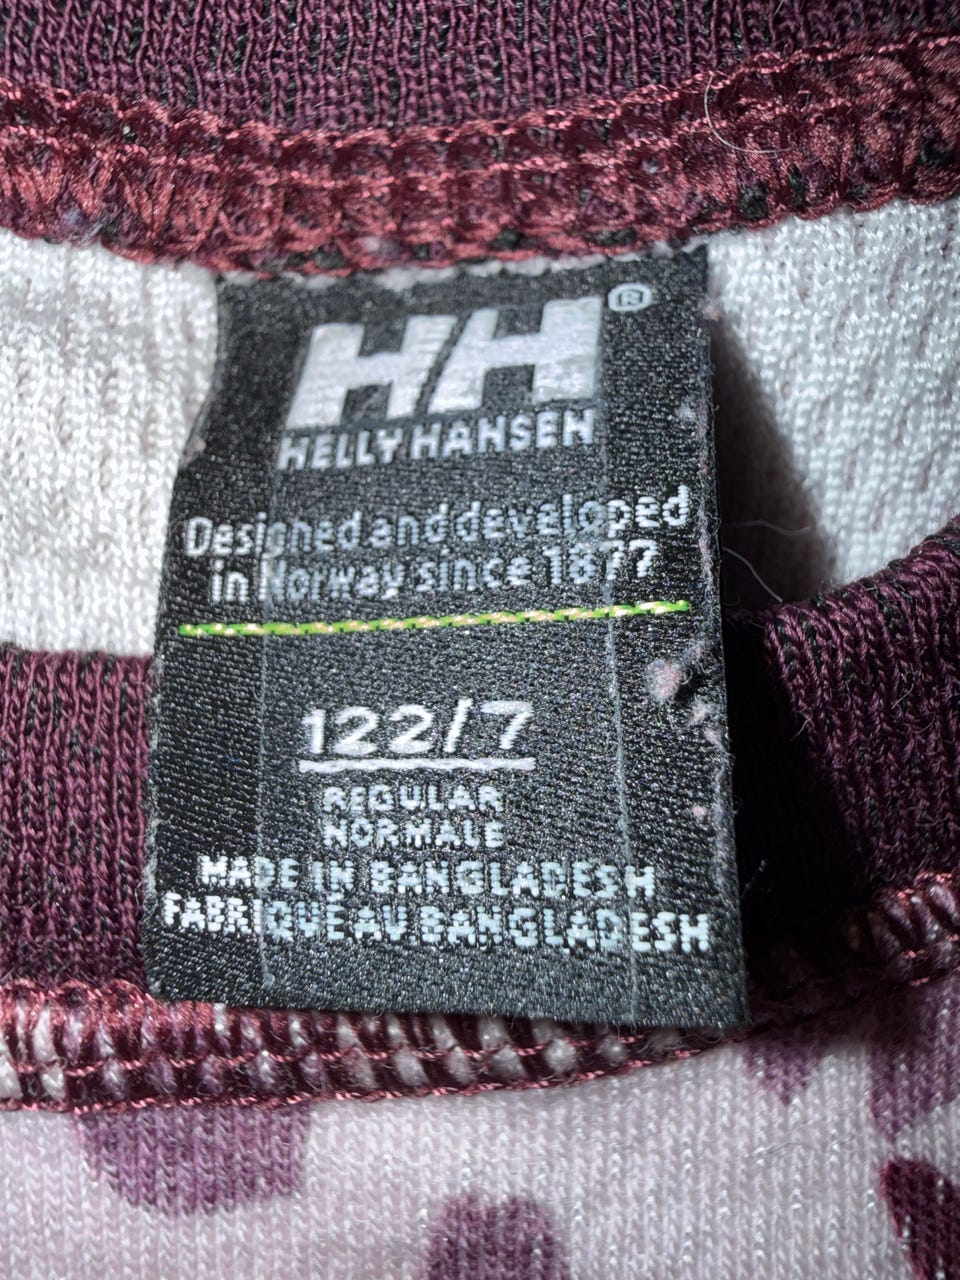 HH®
HELLY HANSEN
Designed and developed
in Norway since 1877
122/7
REGULAR
NORMALE
MADE IN BANGLADESH
FABRIQUÉ AU BANGLADESH